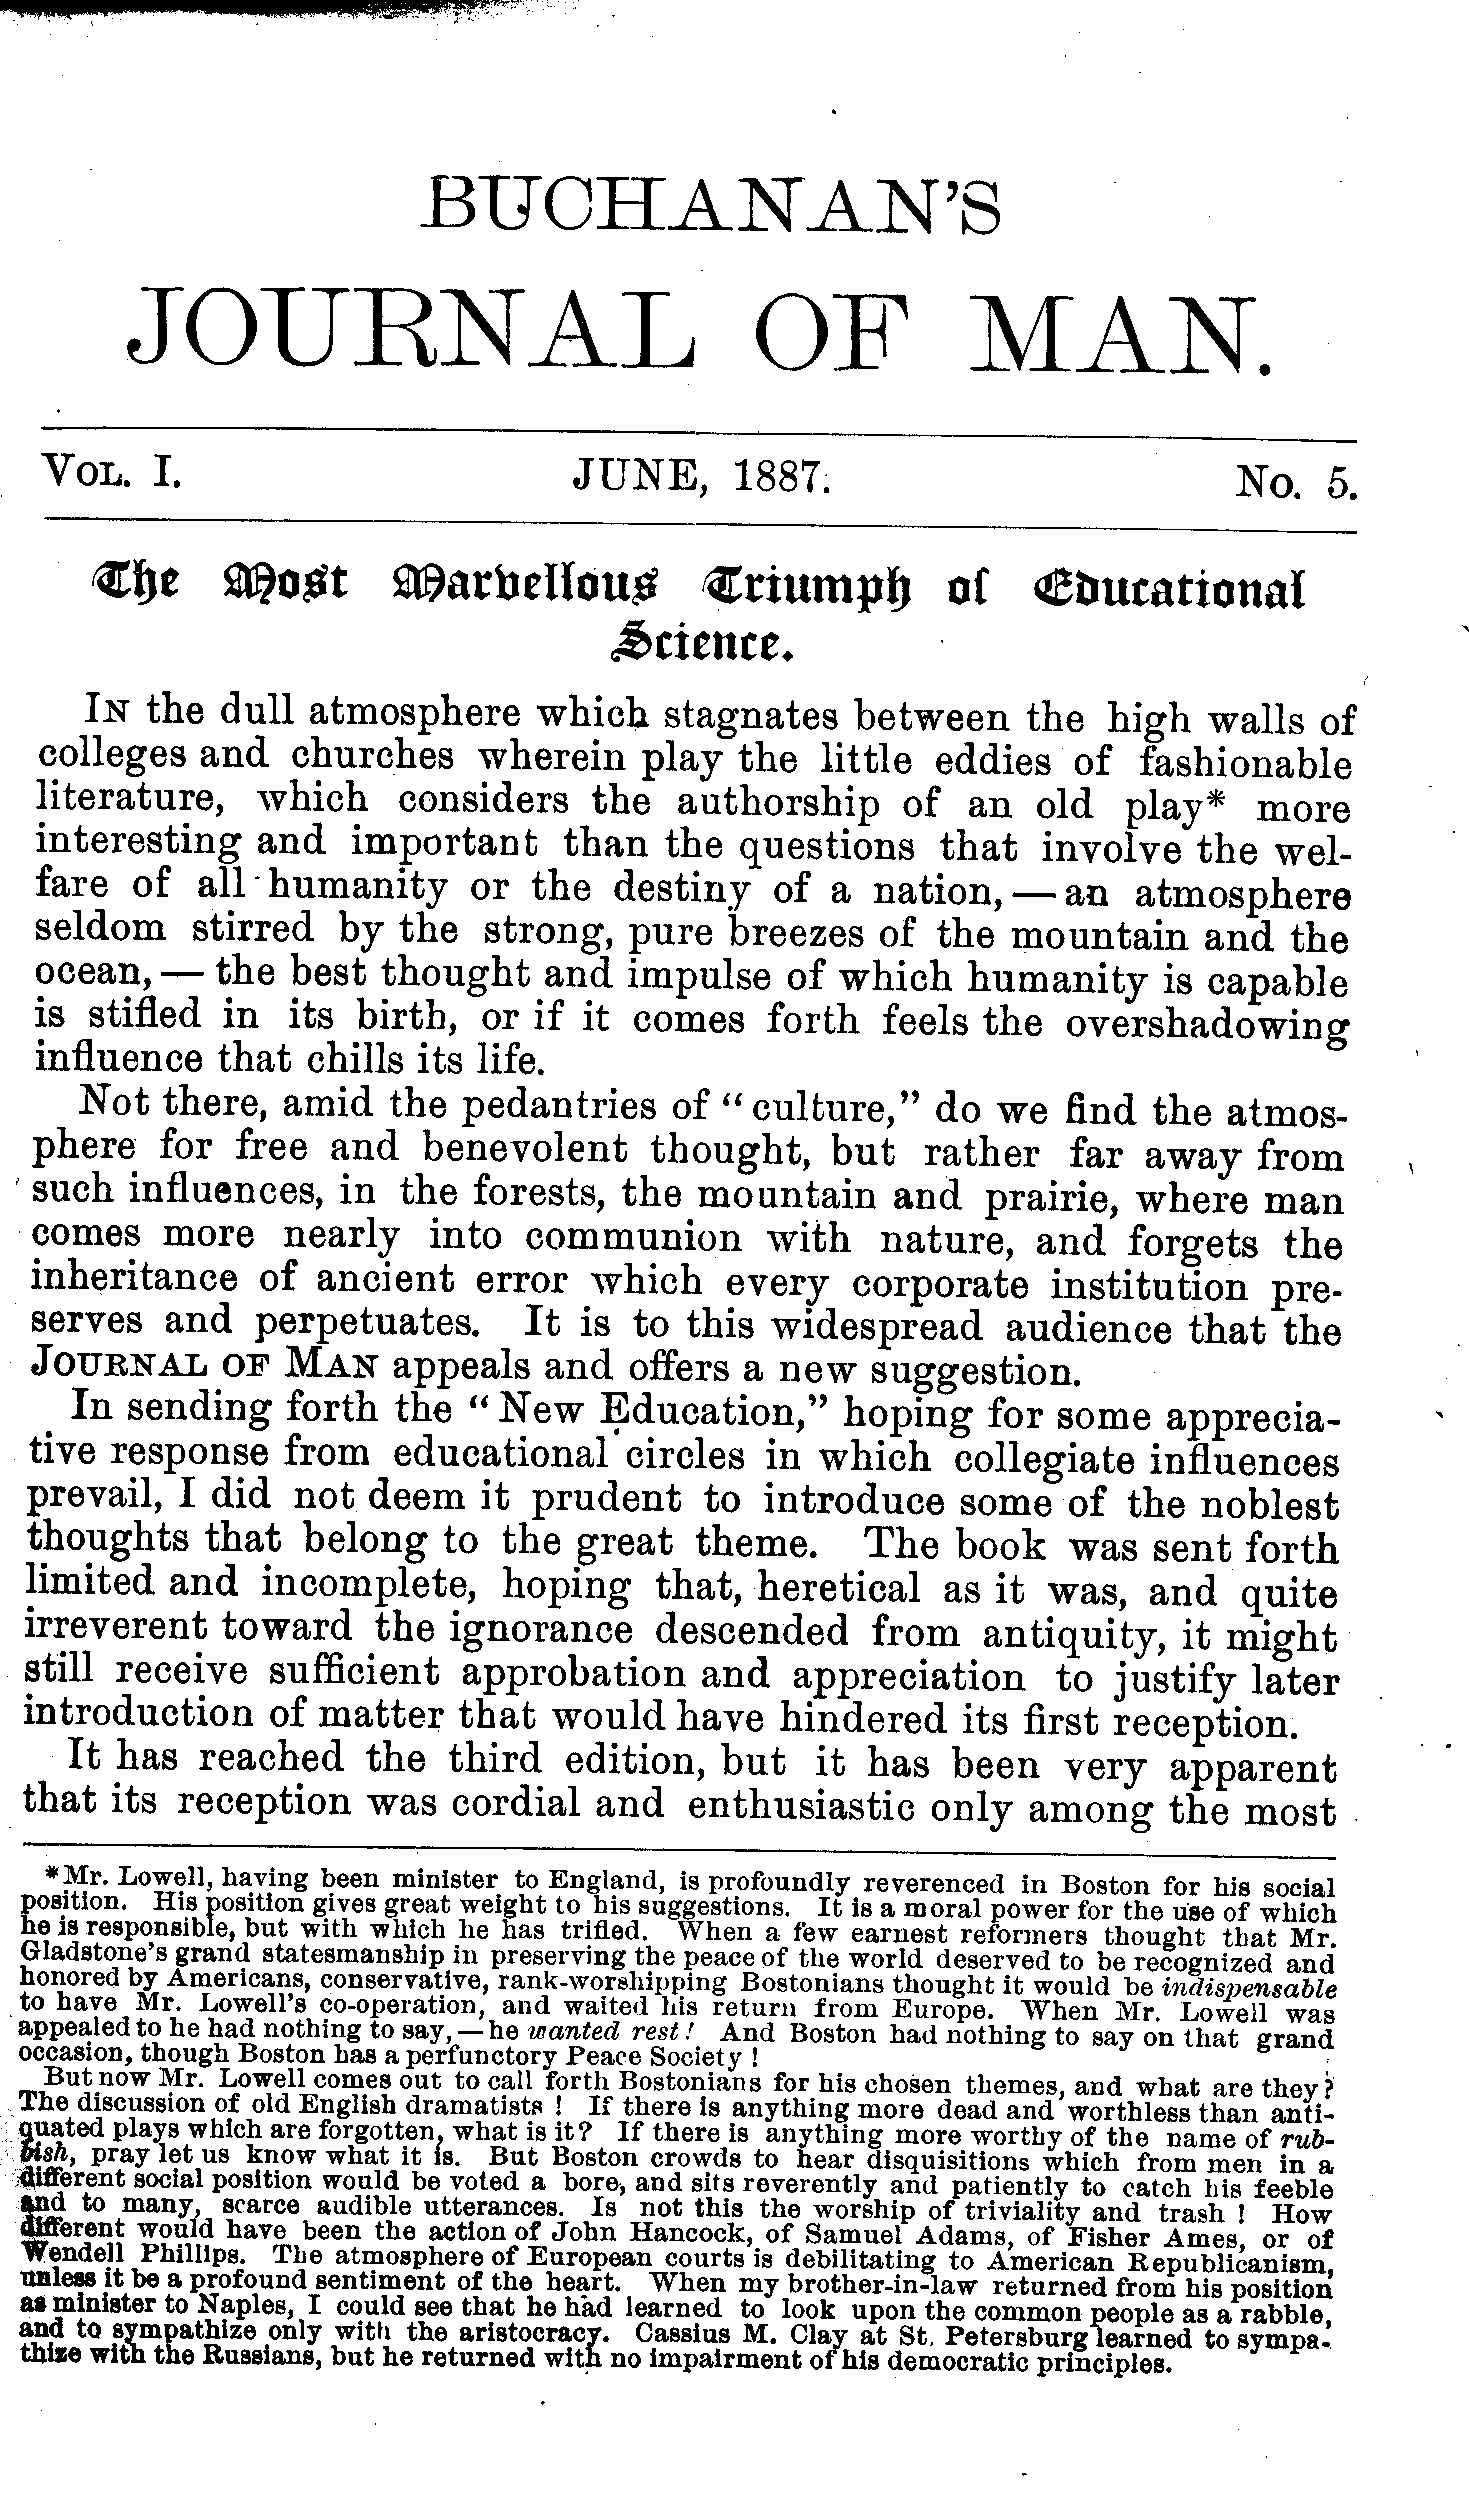 BUCHANAN'S
JOURNAL OF MAN.
VOL. I. JUNE, 1887. NO. 5.
The Most Marvellous Triumph of Educational
Science.
IN the dull atmosphere which stagnates between the high walls of
colleges and churches wherein play the little eddies of fashionable
literature, which considers the authorship of an old play* more
interesting and important than the questions that involve the wel-
fare of all humanity or the destiny of a nation, — an atmosphere
seldom stirred by the strong, pure breezes of the mountain and the
ocean, — the best thought and impulse of which humanity is capable
is stifled in its birth, or if it comes forth feels the overshadowing
influence that chills its life.
Not there, amid the pedantries of "culture," do we find the atmos-
phere for free and benevolent thought, but rather far away from
such influences, in the forests, the mountain and prairie, where man
comes more nearly into communion with nature, and forgets the
inheritance of ancient error which every corporate institution pre-
serves and perpetuates. It is to this widespread audience that the
JOURNAL OF MAN appeals and offers a new suggestion.
In sending forth the "New Education," hoping for some apprecia-
tive response from educational circles in which collegiate influences
prevail, I did not deem it prudent to introduce some of the noblest
thoughts that belong to the great theme. The book was sent forth
limited and incomplete, hoping that, heretical as it was, and quite
irreverent toward the ignorance descended from antiquity, it might
still receive sufficient approbation and appreciation to justify later
introduction of matter that would have hindered its first reception.
It has reached the third edition, but it has been very apparent
that its reception was cordial and enthusiastic only among the most
*Mr. Lowell, having been minister to England, is profoundly reverenced in Boston for his social
position. His position gives great weight to his suggestions. It is a moral power for the use of which
he is responsible, but with which he has trifled. When a few earnest reformers thought that Mr.
Gladstone's grand statesmanship in preserving the peace of the world deserved to be recognized and
honored by Americans, conservative, rank-worshipping Bostonians thought it would be indispensable
to have Mr. Lowell's co-operation, and waited his return from Europe. When Mr. Lowell was
appealed to he had nothing to say, — he wanted rest! And Boston had nothing to say on that grand
occasion, though Boston has a perfunctory Peace Society!
But now Mr. Lowell comes out to call forth Bostonians for his chosen themes, and what are they?
The discussion of old English dramatists! If there is anything more dead and worthless than anti-
quated plays which are forgotten, what is it? If there is anything more worthy of the name of rub-
bish, pray let us know what it is. But Boston crowds to hear disquisitions which from men in a
different social position would be voted a bore, and sits reverently and patiently to catch his feeble
and to many, scarce audible utterances. Is not this the worship of triviality and trash! How
different would have been the action of John Hancock, of Samuel Adams, of Fisher Ames, or of
Wendell Phillips. The atmosphere of European courts is debilitating to American Republicanism,
unless it be a profound sentiment of the heart. When my brother-in-law returned from his position
as minister to Naples, I could see that he had learned to look upon the common people as a rabble,
and to sympathize only with the aristocracy. Cassius M. Clay at St. Petersburg learned to sympa-
thize with the Russians, but he returned with no impairment of his democratic principles.